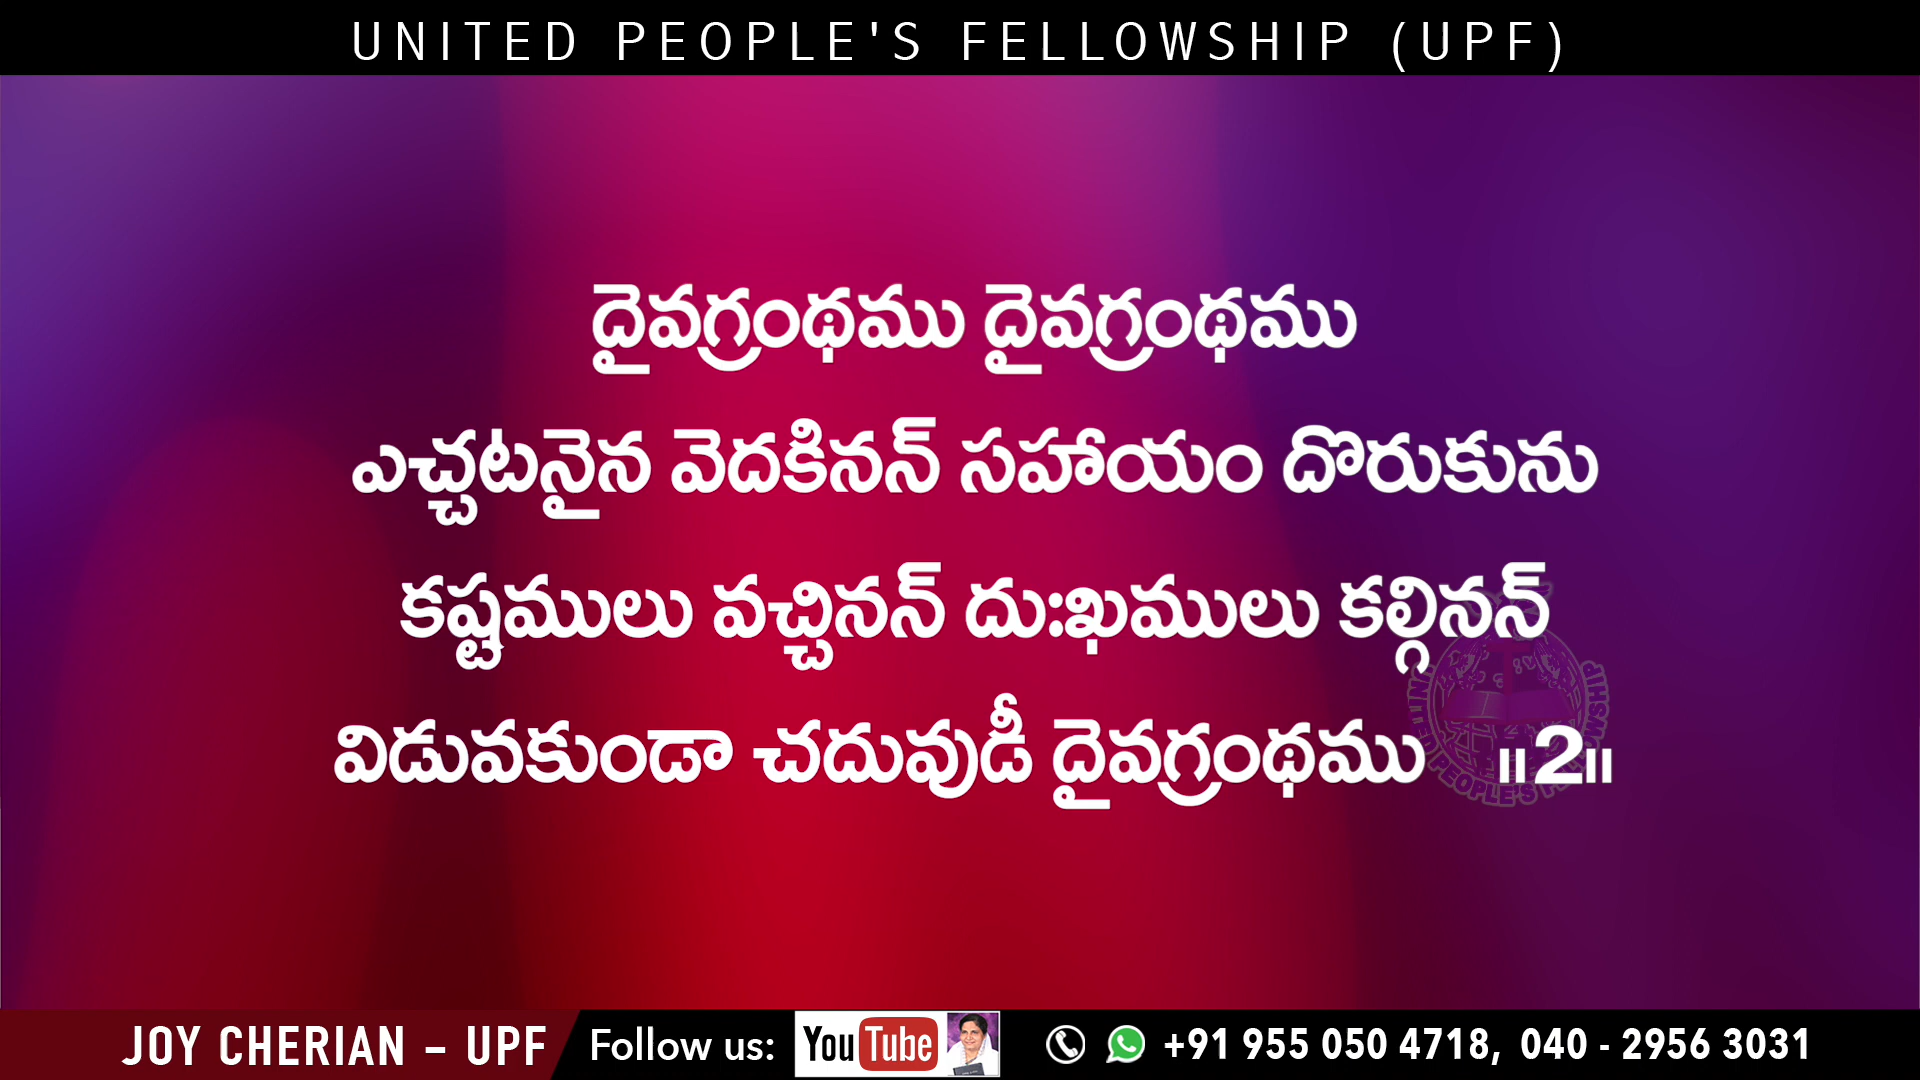 UNITED PEOPLE'S FELLOWSHIP (UPF)
దైవగ్రంథము దైవగ్రంథము
ఎచ్చటనైన వెదకినన్ సహాయం దొరుకును
కష్టములు వచ్చినన్ దుఃఖములు కల్గినన్
విడువకుండా చదువుడీ దైవగ్రంథము ॥2॥
PEOPLE'S
JOY CHERIAN – UPF Follow us: YouTube +91 955 050 4718, 040 - 2956 3031